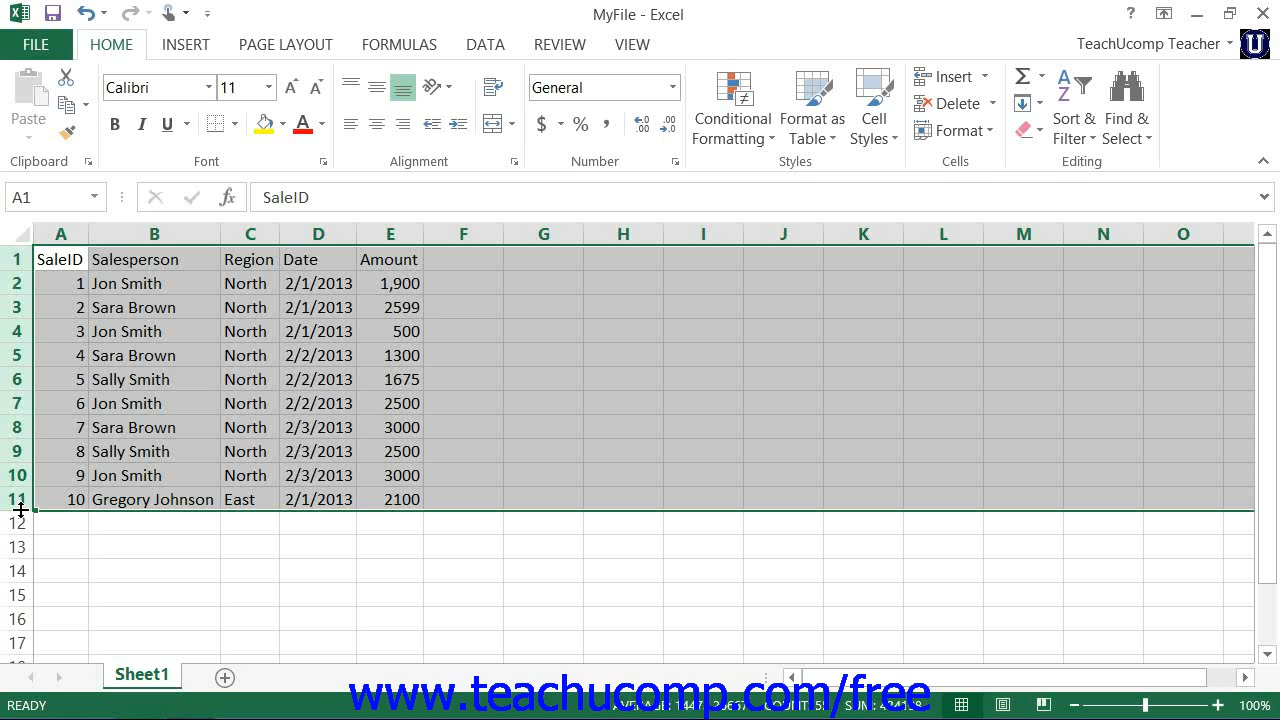 MyFile - Excel
?
FILE HOME INSERT PAGE LAYOUT FORMULAS DATA REVIEW VIEW TeachUcomp Teacher U
Paste
Calibri 11
B I U A
General
$ % ,
Conditional Formatting
Format as Table
Cell Styles
Insert
Delete
Format
Sort & Filter
Find & Select
Clipboard Font Alignment Number Styles Cells Editing
A1 fx SaleID
A B C D E F G H I J K L M N O
1 SaleID Salesperson Region Date Amount
2 1 Jon Smith North 2/1/2013 1,900
3 2 Sara Brown North 2/1/2013 2599
4 3 Jon Smith North 2/1/2013 500
5 4 Sara Brown North 2/2/2013 1300
6 5 Sally Smith North 2/2/2013 1675
7 6 Jon Smith North 2/2/2013 2500
8 7 Sara Brown North 2/3/2013 3000
9 8 Sally Smith North 2/3/2013 2500
10 9 Jon Smith North 2/3/2013 3000
11 10 Gregory Johnson East 2/1/2013 2100
12
13
14
15
16
17
Sheet1
READY 100%
www.teachucomp.com/free